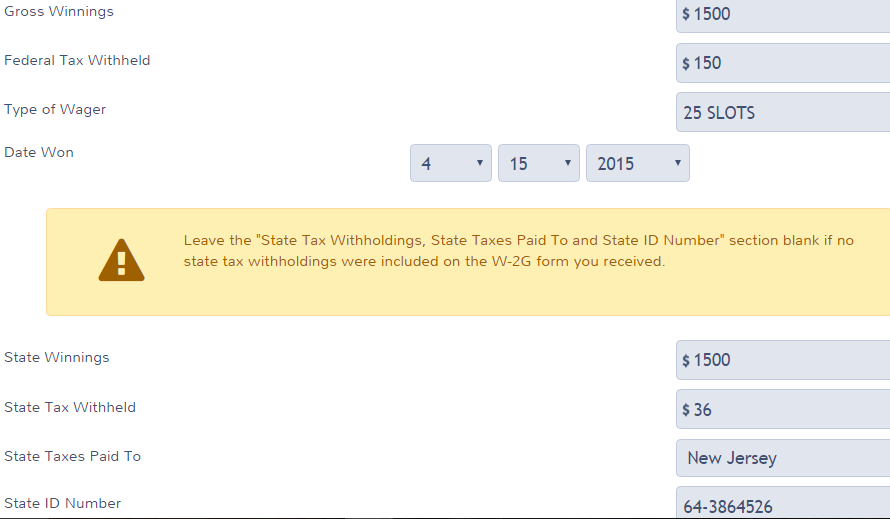 Gross Winnings
$ 1500
Federal Tax Withheld
$ 150
Type of Wager
25 SLOTS
Date Won
4 15 2015
Leave the "State Tax Withholdings, State Taxes Paid To and State ID Number" section blank if no
state tax withholdings were included on the W-2G form you received.
State Winnings
$ 1500
State Tax Withheld
$ 36
State Taxes Paid To
New Jersey
State ID Number
64-3864526